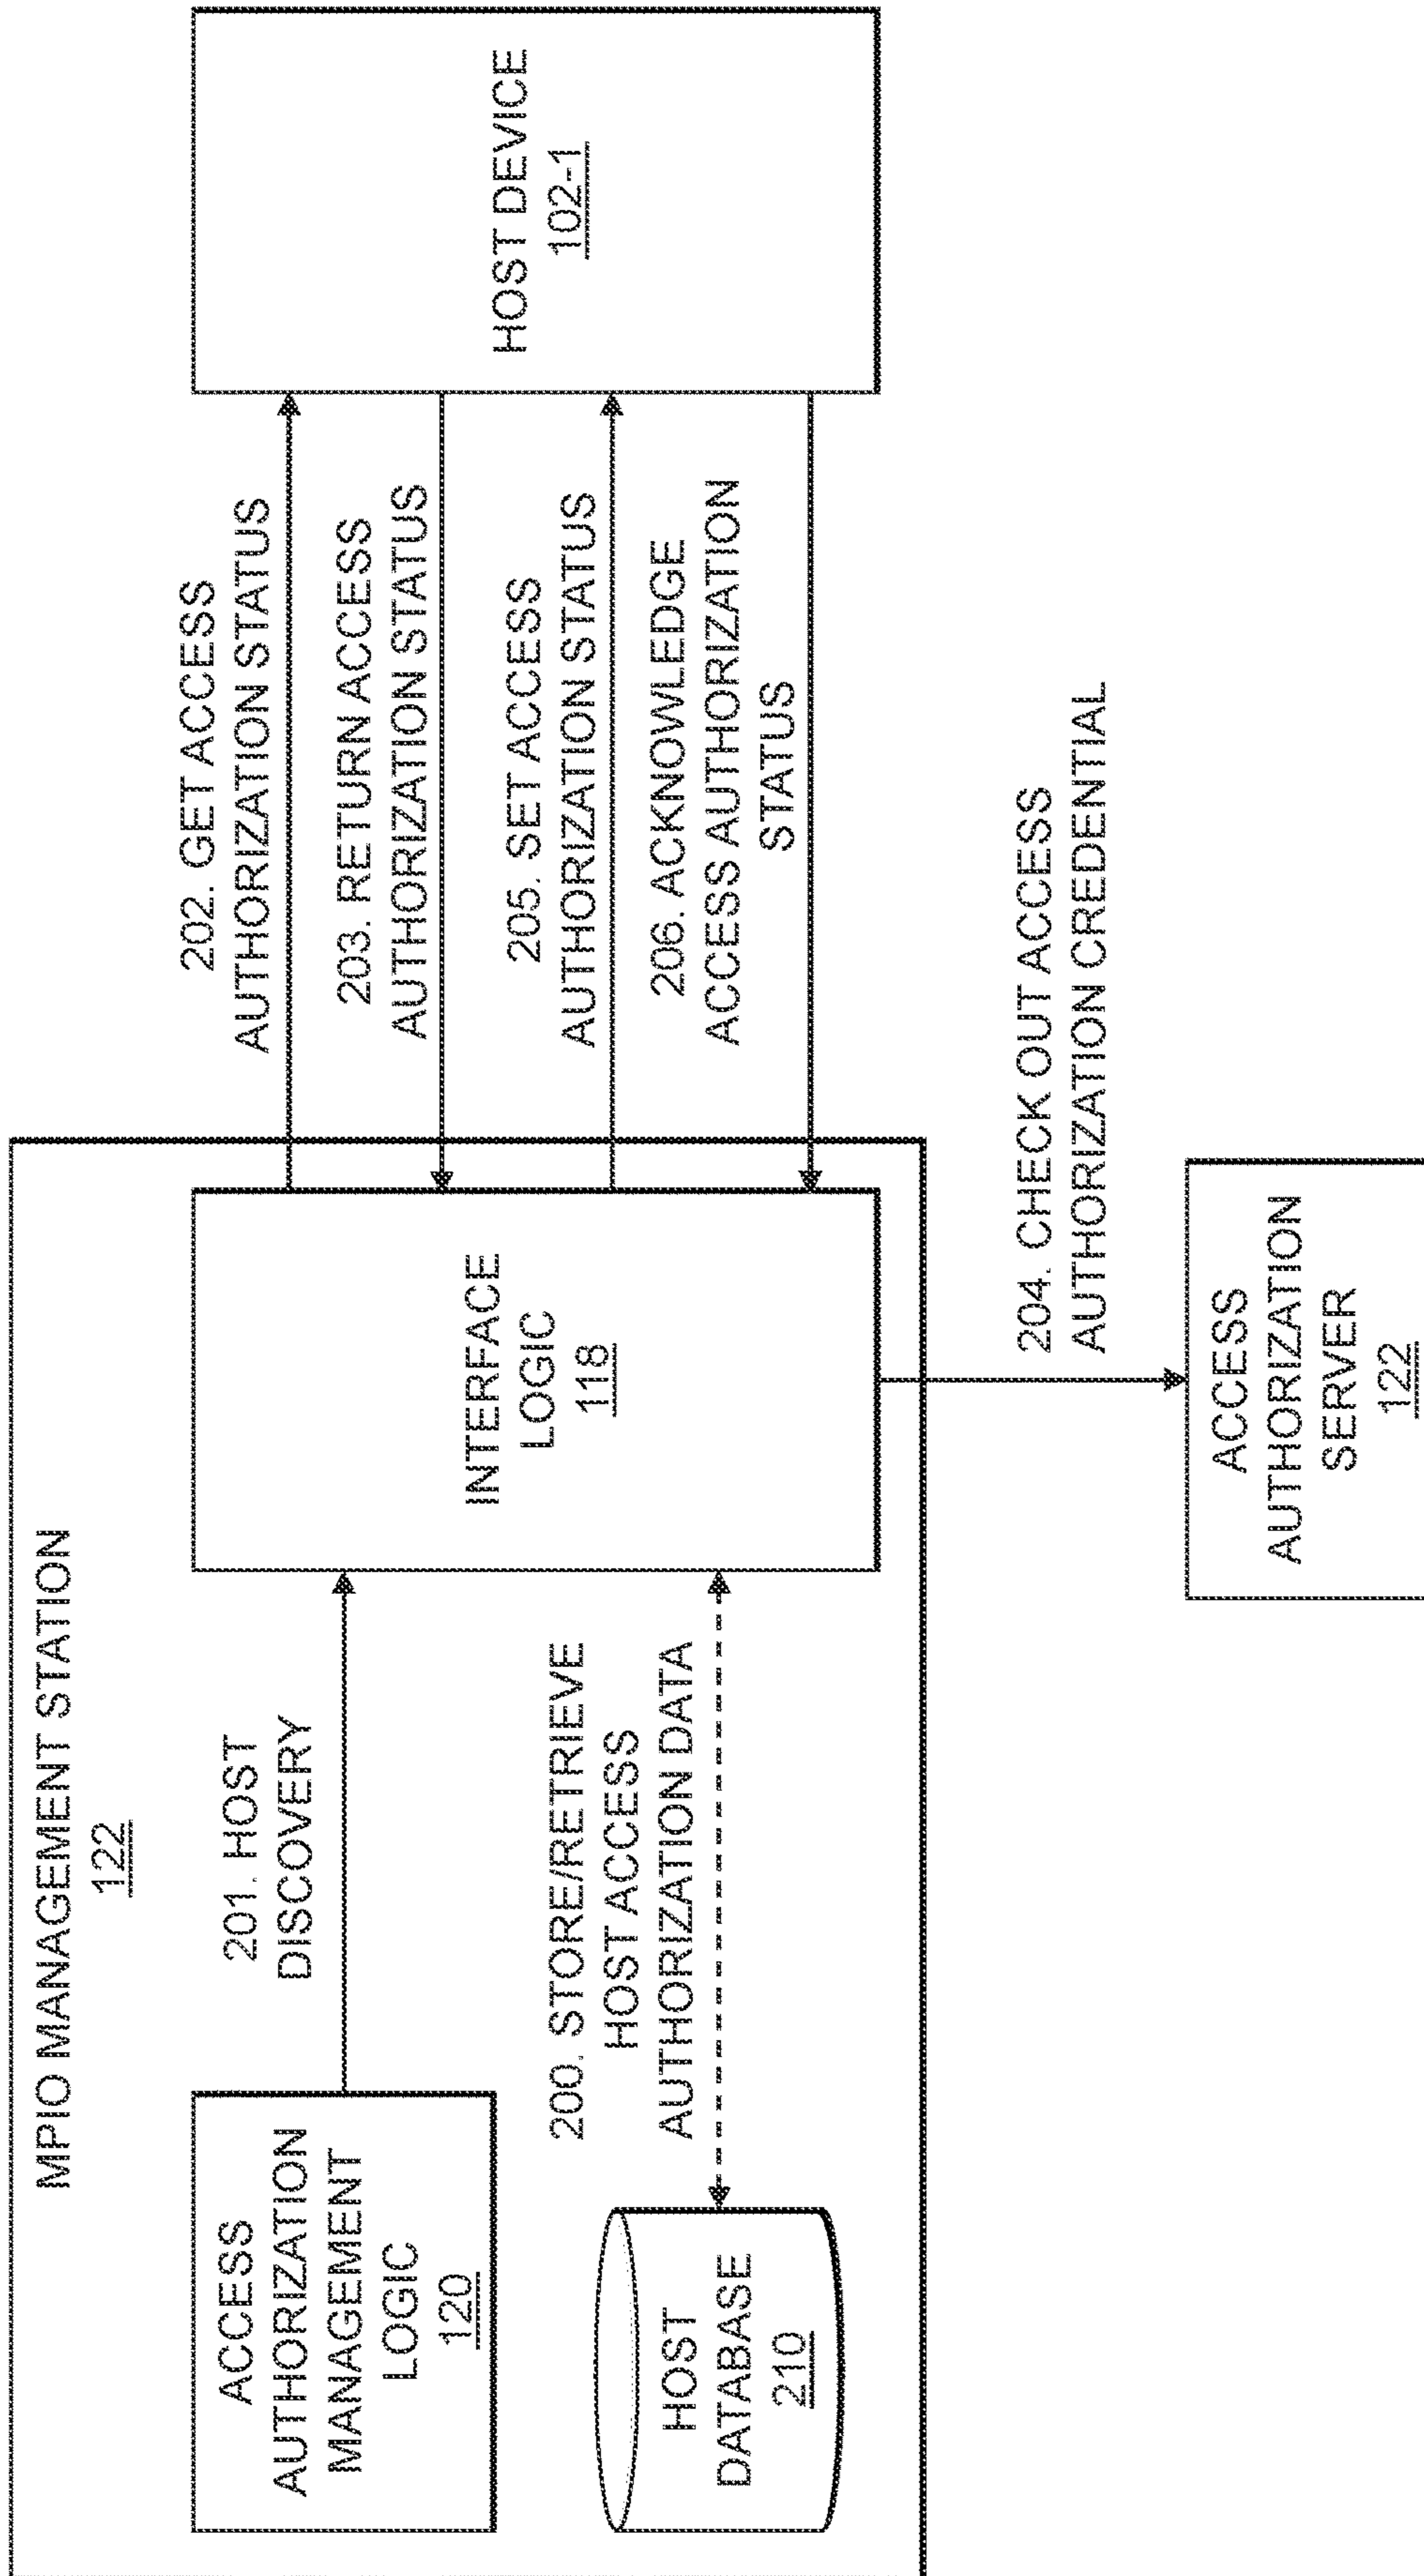 MPIO MANAGEMENT STATION
122
ACCESS
AUTHORIZATION
MANAGEMENT
LOGIC
120
201. HOST
DISCOVERY
HOST
DATABASE
210
200. STORE/RETRIEVE
HOST ACCESS
AUTHORIZATION DATA
INTERFACE
LOGIC
118
202. GET ACCESS
AUTHORIZATION STATUS
203. RETURN ACCESS
AUTHORIZATION STATUS
205. SET ACCESS
AUTHORIZATION STATUS
206. ACKNOWLEDGE
ACCESS AUTHORIZATION
STATUS
HOST DEVICE
102-1
204. CHECK OUT ACCESS
AUTHORIZATION CREDENTIAL
ACCESS
AUTHORIZATION
SERVER
122